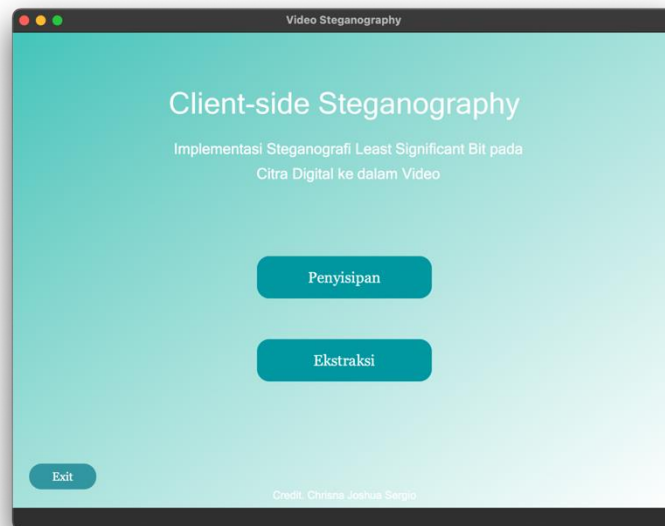 Video Steganography
Client-side Steganography
Implementasi Steganografi Least Significant Bit pada
Citra Digital ke dalam Video
Penyisipan
Ekstraksi
Exit
Credit. Chrisna Joshua Sergio